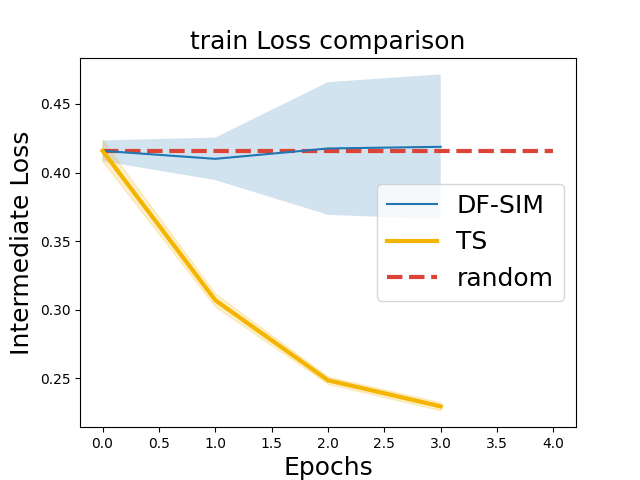 train Loss comparison
Intermediate Loss
0.45
0.40
0.35
0.30
0.25
DF-SIM
TS
random
0.0 0.5 1.0 1.5 2.0 2.5 3.0 3.5 4.0
Epochs